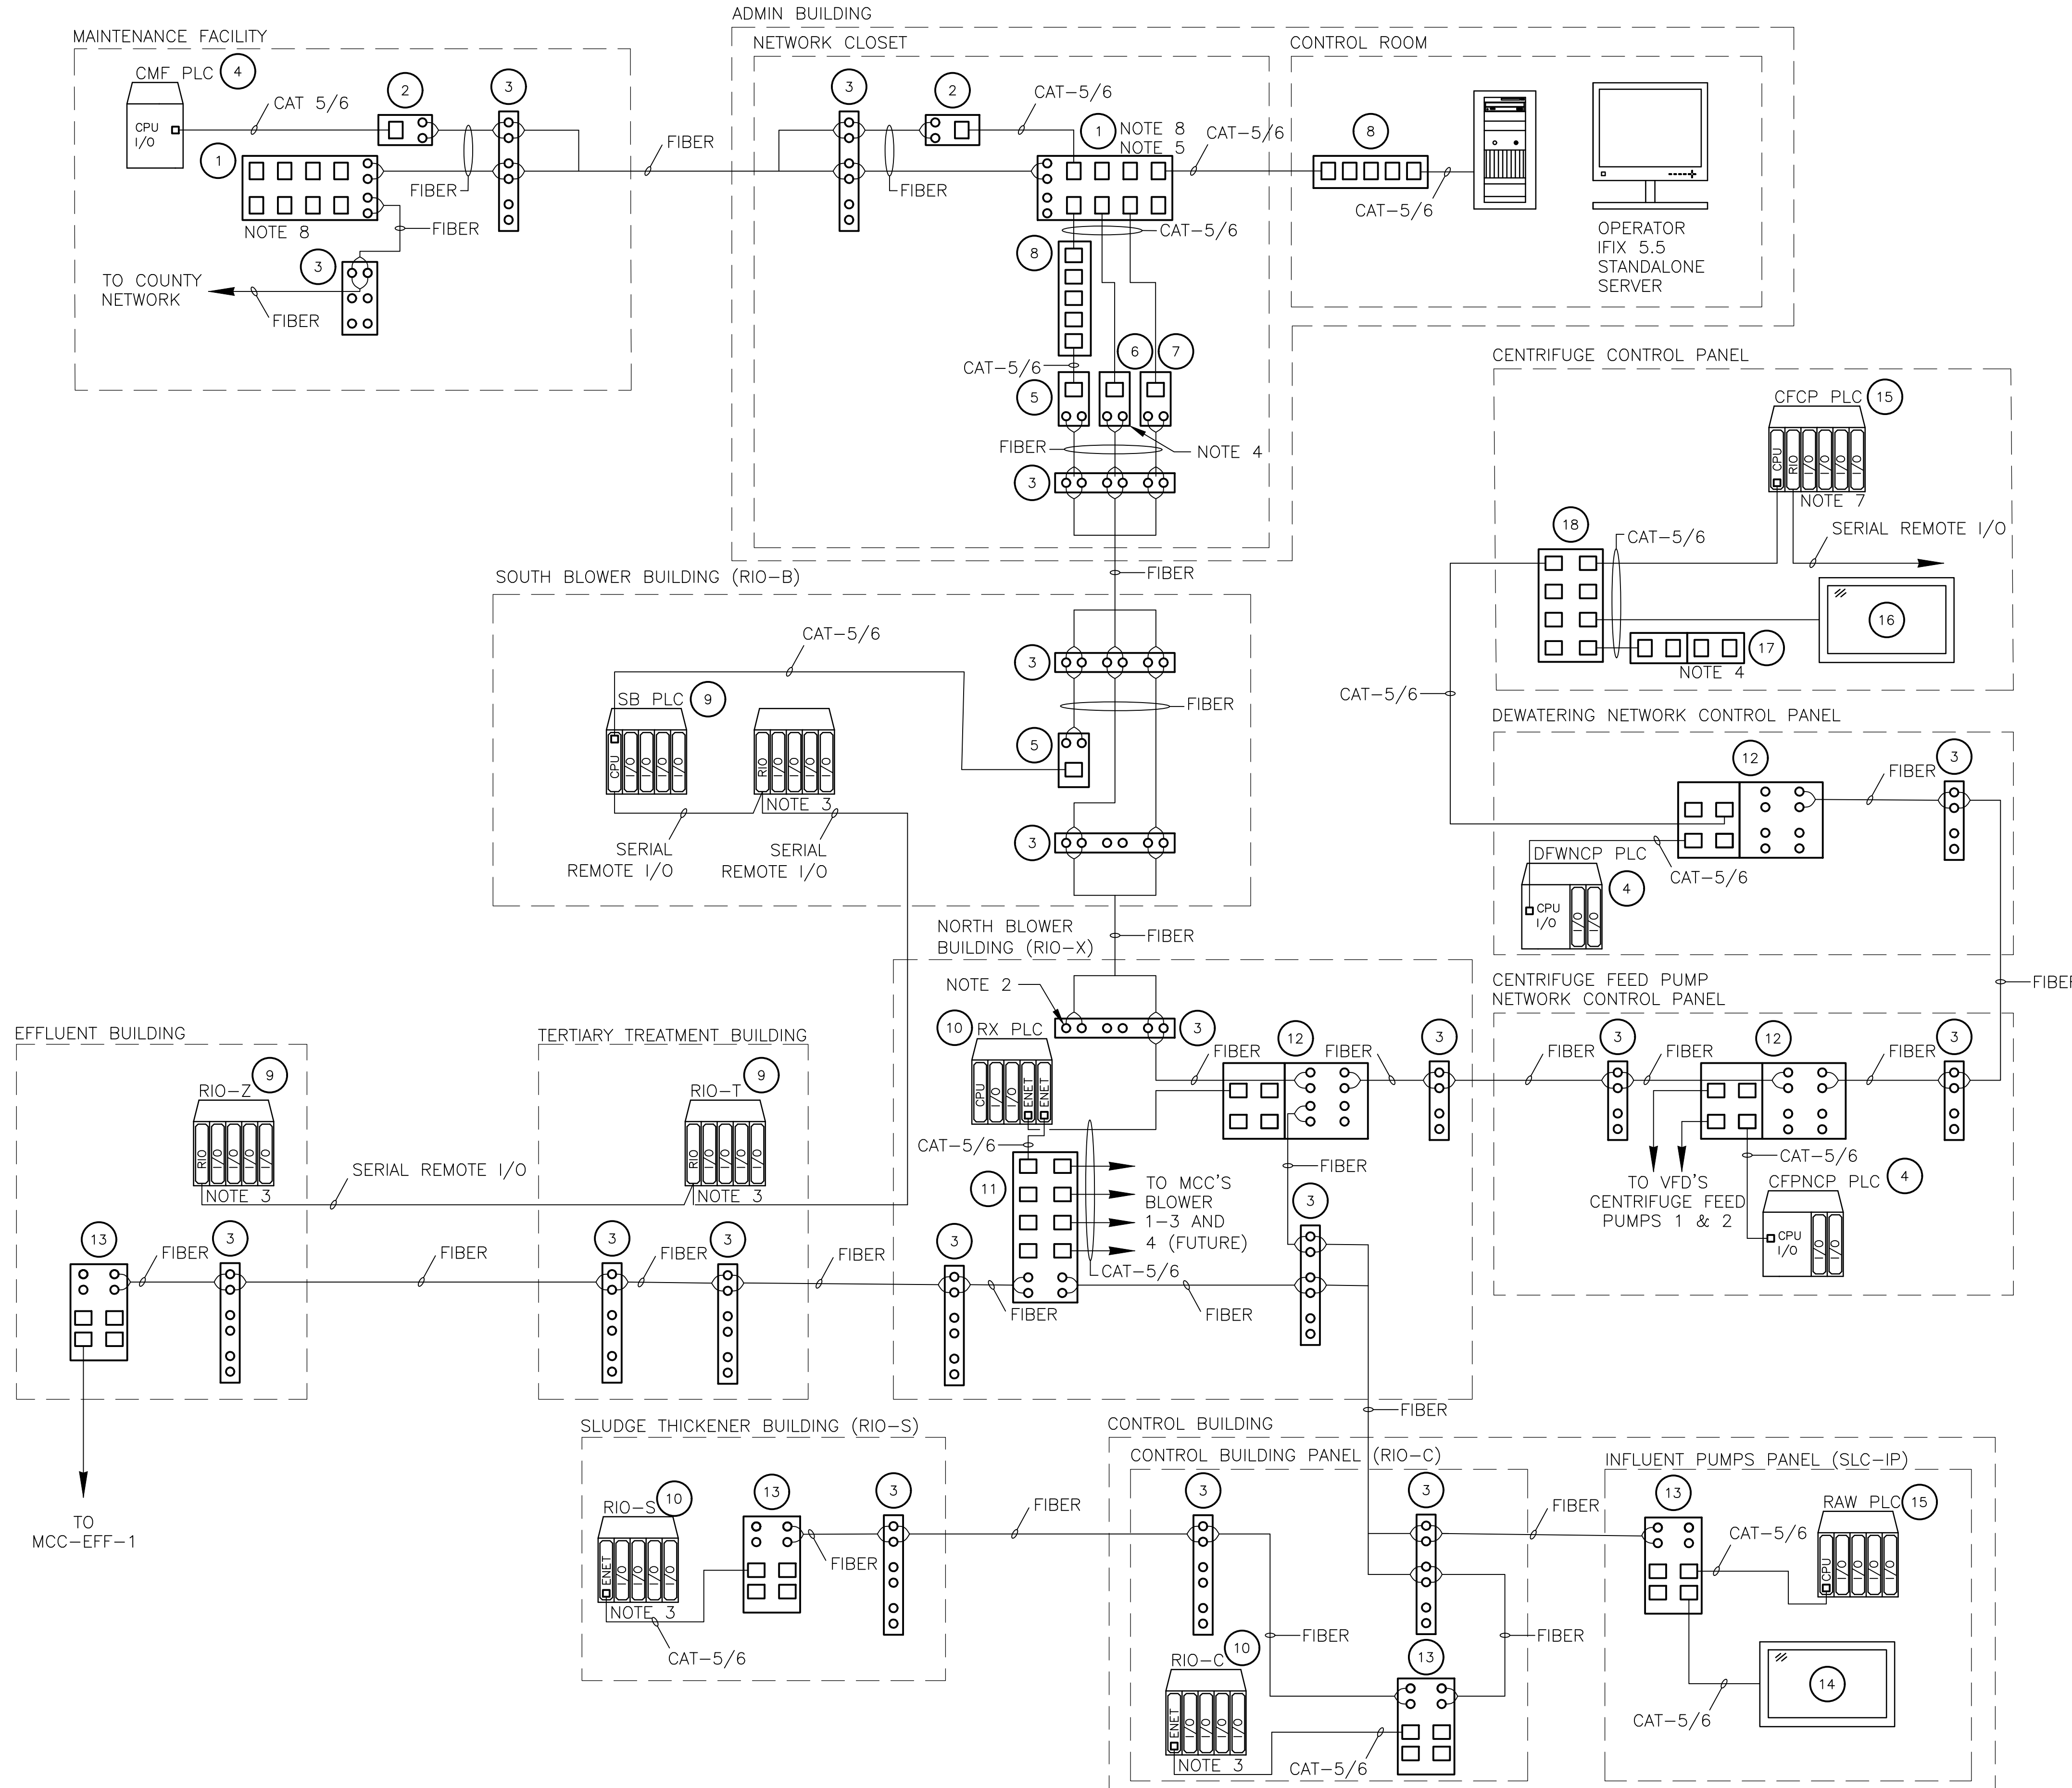 ADMIN BUILDING
MAINTENANCE FACILITY
NETWORK CLOSET
CONTROL ROOM
CMF PLC
4
2
3
CAT 5/6
CPU
I/O
1
FIBER
FIBER
NOTE 8
FIBER
3
TO COUNTY
NETWORK
FIBER
3
2
CAT-5/6
1
NOTE 8
NOTE 5
CAT-5/6
FIBER
CAT-5/6
8
CAT-5/6
8
CAT-5/6
OPERATOR
IFIX 5.5
STANDALONE
SERVER
6
7
5
FIBER
NOTE 4
3
FIBER
CENTRIFUGE CONTROL PANEL
CFCP PLC
15
CPU
RIO
I/O
I/O
I/O
I/O
NOTE 7
18
CAT-5/6
SERIAL REMOTE I/O
16
17
NOTE 4
CAT-5/6
SOUTH BLOWER BUILDING (RIO-B)
CAT-5/6
3
SB PLC
9
FIBER
CPU
I/O
I/O
I/O
I/O
RIO
I/O
I/O
I/O
I/O
NOTE 3
5
SERIAL
REMOTE I/O
SERIAL
REMOTE I/O
3
FIBER
DEWATERING NETWORK CONTROL PANEL
12
FIBER
3
DFWNCP PLC
4
CAT-5/6
CPU
I/O
I/O
I/O
FIBER
NORTH BLOWER
BUILDING (RIO-X)
NOTE 2
10
RX PLC
3
CPU
I/O
I/O
ENET
ENET
FIBER
12
FIBER
3
CAT-5/6
11
TO MCC'S
BLOWER
1-3 AND
4 (FUTURE)
CAT-5/6
FIBER
3
3
FIBER
FIBER
CENTRIFUGE FEED PUMP
NETWORK CONTROL PANEL
FIBER
3
FIBER
12
FIBER
3
TO VFD'S
CENTRIFUGE FEED
PUMPS 1 & 2
CAT-5/6
CFPNCP PLC
4
CPU
I/O
I/O
I/O
EFFLUENT BUILDING
RIO-Z
9
RIO
I/O
I/O
I/O
I/O
NOTE 3
SERIAL REMOTE I/O
13
FIBER
3
FIBER
TO
MCC-EFF-1
TERTIARY TREATMENT BUILDING
RIO-T
9
RIO
I/O
I/O
I/O
I/O
NOTE 3
3
FIBER
3
FIBER
FIBER
SLUDGE THICKENER BUILDING (RIO-S)
RIO-S
10
13
3
ENET
I/O
I/O
I/O
I/O
NOTE 3
FIBER
CAT-5/6
FIBER
CONTROL BUILDING
CONTROL BUILDING PANEL (RIO-C)
3
3
FIBER
FIBER
RIO-C
10
13
ENET
I/O
I/O
I/O
I/O
NOTE 3
CAT-5/6
FIBER
INFLUENT PUMPS PANEL (SLC-IP)
13
RAW PLC
15
CAT-5/6
CPU
I/O
I/O
I/O
I/O
14
CAT-5/6